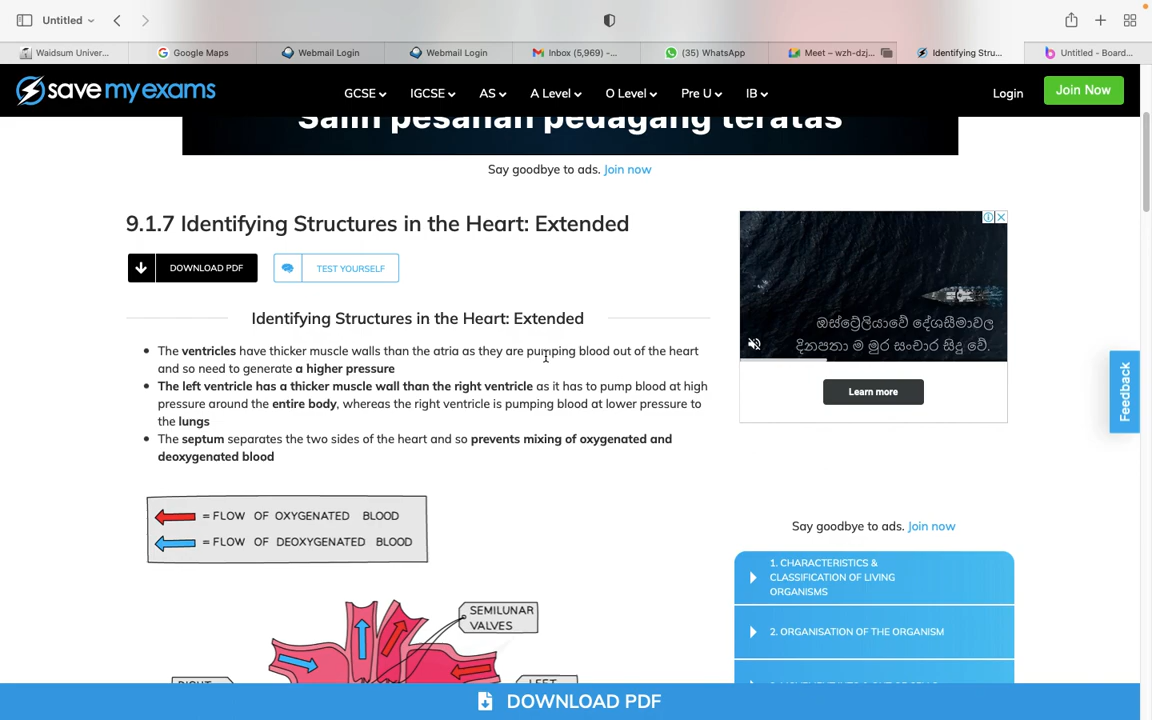 Untitled
Waidsum Univer...
Google Maps
Webmail Login
Webmail Login
Inbox (5,969) –...
(35) WhatsApp
Meet – wzh-dzj...
Identifying Stru...
Untitled - Board...
save my exams
GCSE
IGCSE
AS
A Level
O Level
Pre U
IB
Login
Join Now
Salin pesanan pedagang teratas
Say goodbye to ads. Join now
9.1.7 Identifying Structures in the Heart: Extended
DOWNLOAD PDF
TEST YOURSELF
Identifying Structures in the Heart: Extended
The ventricles have thicker muscle walls than the atria as they are pumping blood out of the heart
and so need to generate a higher pressure
The left ventricle has a thicker muscle wall than the right ventricle as it has to pump blood at high
pressure around the entire body, whereas the right ventricle is pumping blood at lower pressure to
the lungs
The septum separates the two sides of the heart and so prevents mixing of oxygenated and
deoxygenated blood
= FLOW OF OXYGENATED BLOOD
= FLOW OF DEOXYGENATED BLOOD
SEMILUNAR
VALVES
ඔස්ට්‍රේලියාවේ දේශසීමාවල
දිනපතා ම මුර සංචාර සිදු වේ.
Learn more
Feedback
Say goodbye to ads. Join now
1. CHARACTERISTICS &
CLASSIFICATION OF LIVING
ORGANISMS
2. ORGANISATION OF THE ORGANISM
DOWNLOAD PDF